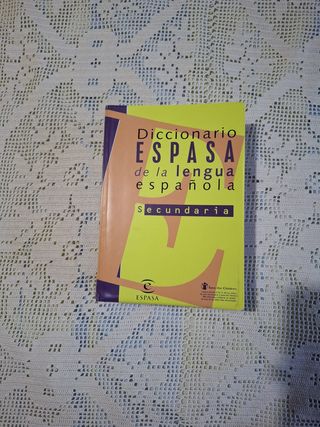 Diccionario
ESPASA
de la lengua
española
Secundaria
ESPASA